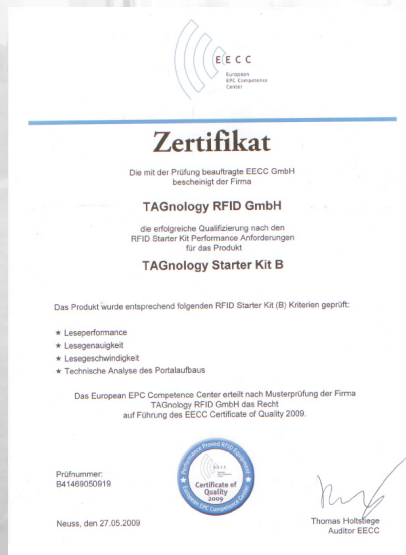 EECC
European
EPC Competence
Center
Zertifikat
Die mit der Prüfung beauftragte EECC GmbH
bescheinigt der Firma
TAGnology RFID GmbH
die erfolgreiche Qualifizierung nach den
RFID Starter Kit Performance Anforderungen
für das Produkt
TAGnology Starter Kit B
Das Produkt wurde entsprechend folgenden RFID Starter Kit (B) Kriterien geprüft:
★ Leseperformance
★ Lesegenauigkeit
★ Lesegeschwindigkeit
★ Technische Analyse des Portalaufbaus
Das European EPC Competence Center erteilt nach Musterprüfung der Firma
TAGnology RFID GmbH das Recht
auf Führung des EECC Certificate of Quality 2009.
Prüfnummer:
B41469050919
Performance Proved RFID Equipment
EECC
Certificate of
Quality
2009
European EPC Competence Center
Neuss, den 27.05.2009
Thomas Holtstiege
Auditor EECC